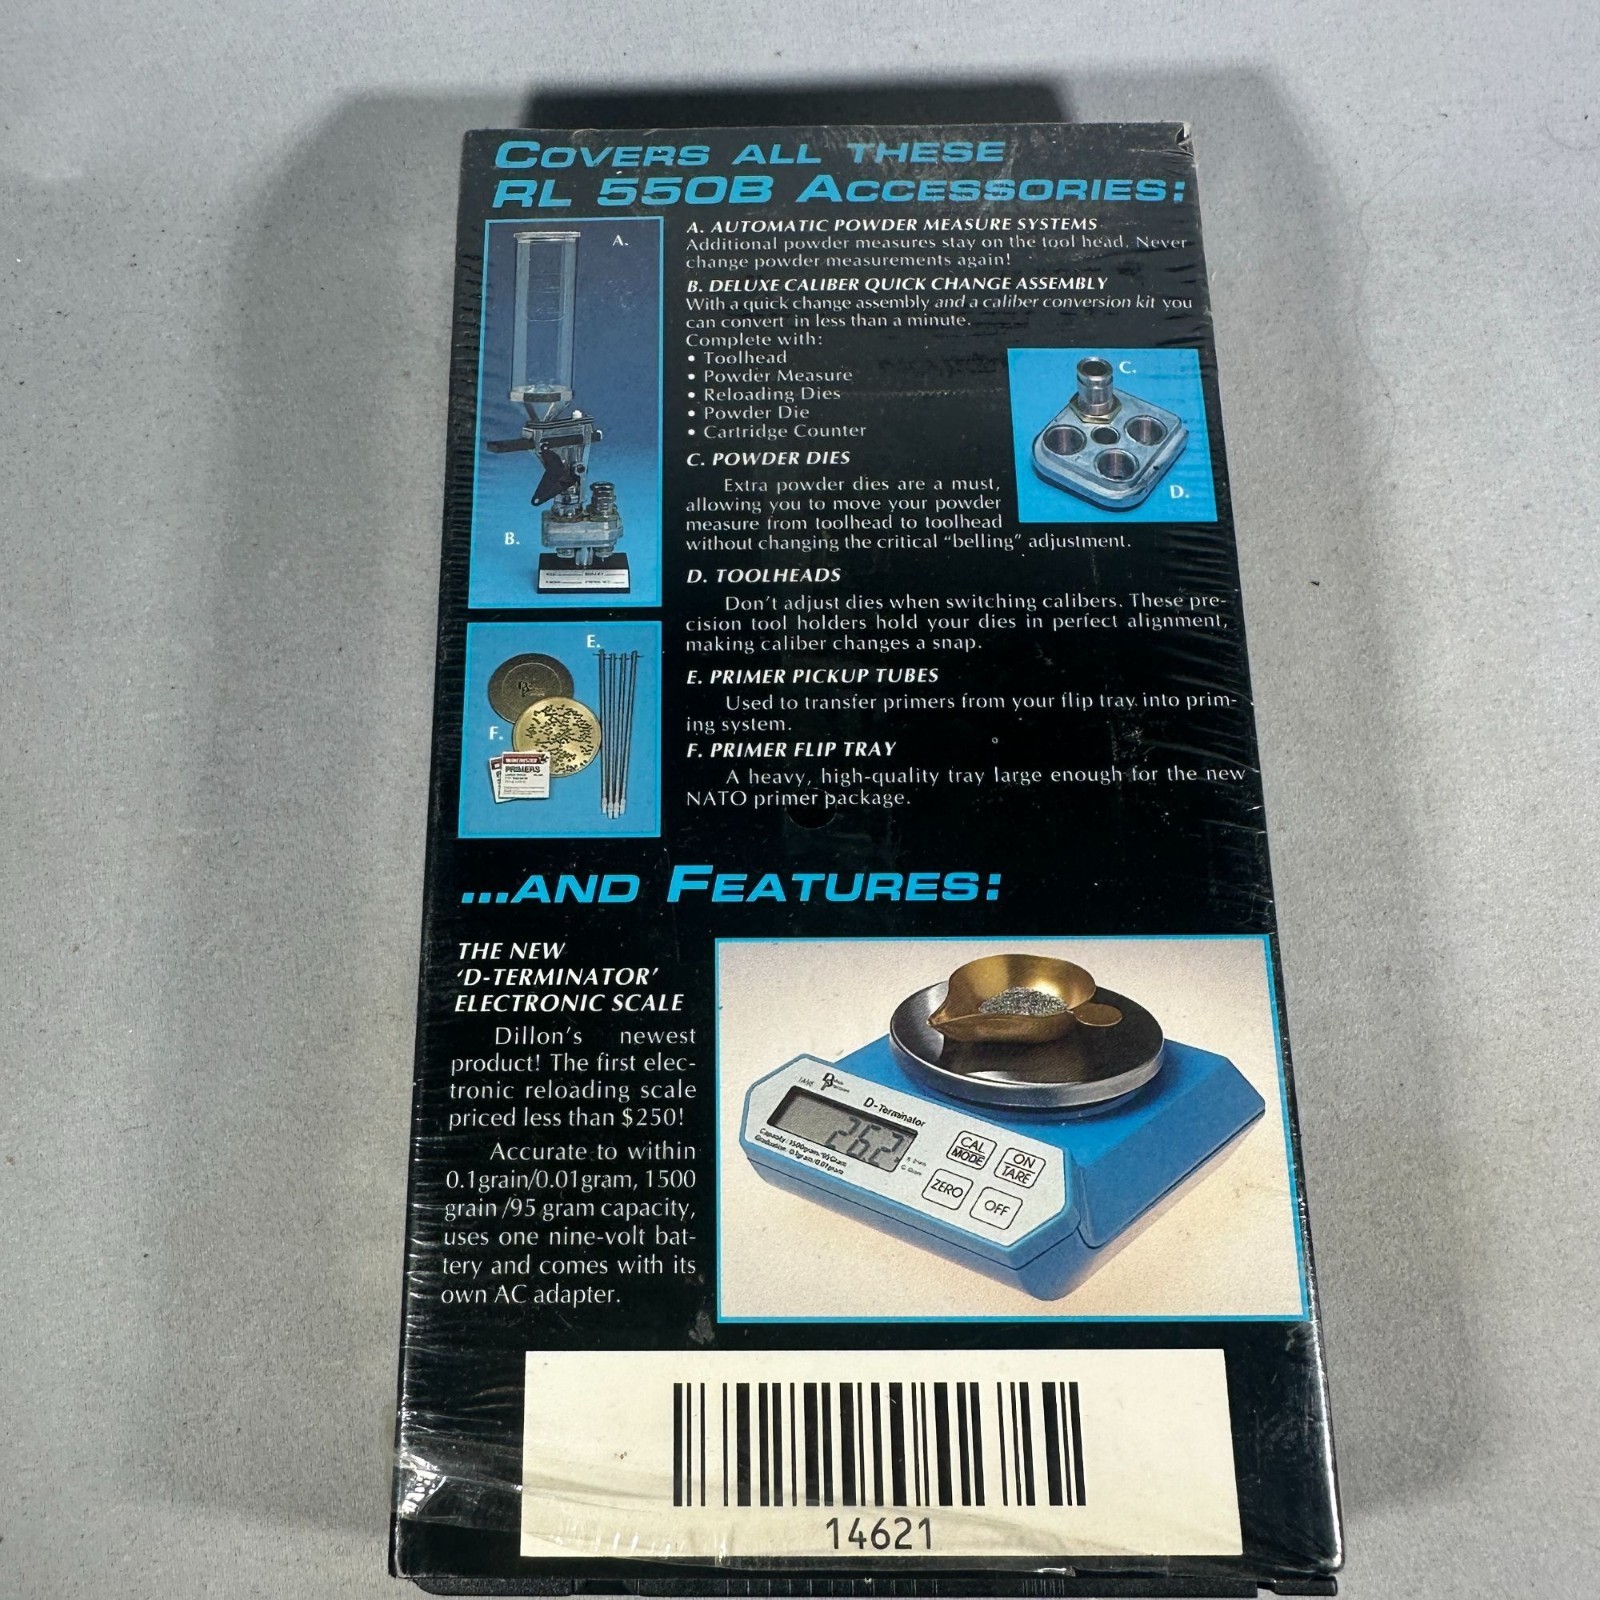 COVERS ALL THESE
RL 550B ACCESSORIES:
A.
B.
A. AUTOMATIC POWDER MEASURE SYSTEMS
Additional powder measures stay on the tool head. Never
change powder measurements again!
B. DELUXE CALIBER QUICK CHANGE ASSEMBLY
With a quick change assembly and a caliber conversion kit you
can convert in less than a minute.
Complete with:
• Toolhead
• Powder Measure
• Reloading Dies
• Powder Die
• Cartridge Counter
C.
D.
C. POWDER DIES
Extra powder dies are a must,
allowing you to move your powder
measure from toolhead to toolhead
without changing the critical "belling" adjustment.
D. TOOLHEADS
Don't adjust dies when switching calibers. These pre-
cision tool holders hold your dies in perfect alignment,
making caliber changes a snap.
E.
F.
WINCHESTER
PRIMERS
E. PRIMER PICKUP TUBES
Used to transfer primers from your flip tray into prim-
ing system.
F. PRIMER FLIP TRAY
A heavy, high-quality tray large enough for the new
NATO primer package.
...AND FEATURES:
THE NEW
'D-TERMINATOR'
ELECTRONIC SCALE
Dillon's newest
product! The first elec-
tronic reloading scale
priced less than $250!
Accurate to within
0.1grain/0.01gram, 1500
grain/95 gram capacity,
uses one nine-volt bat-
tery and comes with its
own AC adapter.
D-Terminator
26.2
Capacity: 1500grain/95Gram
Graduation: 0.1grain/0.01gram
CAL
MODE
ON
TARE
ZERO
OFF
14621